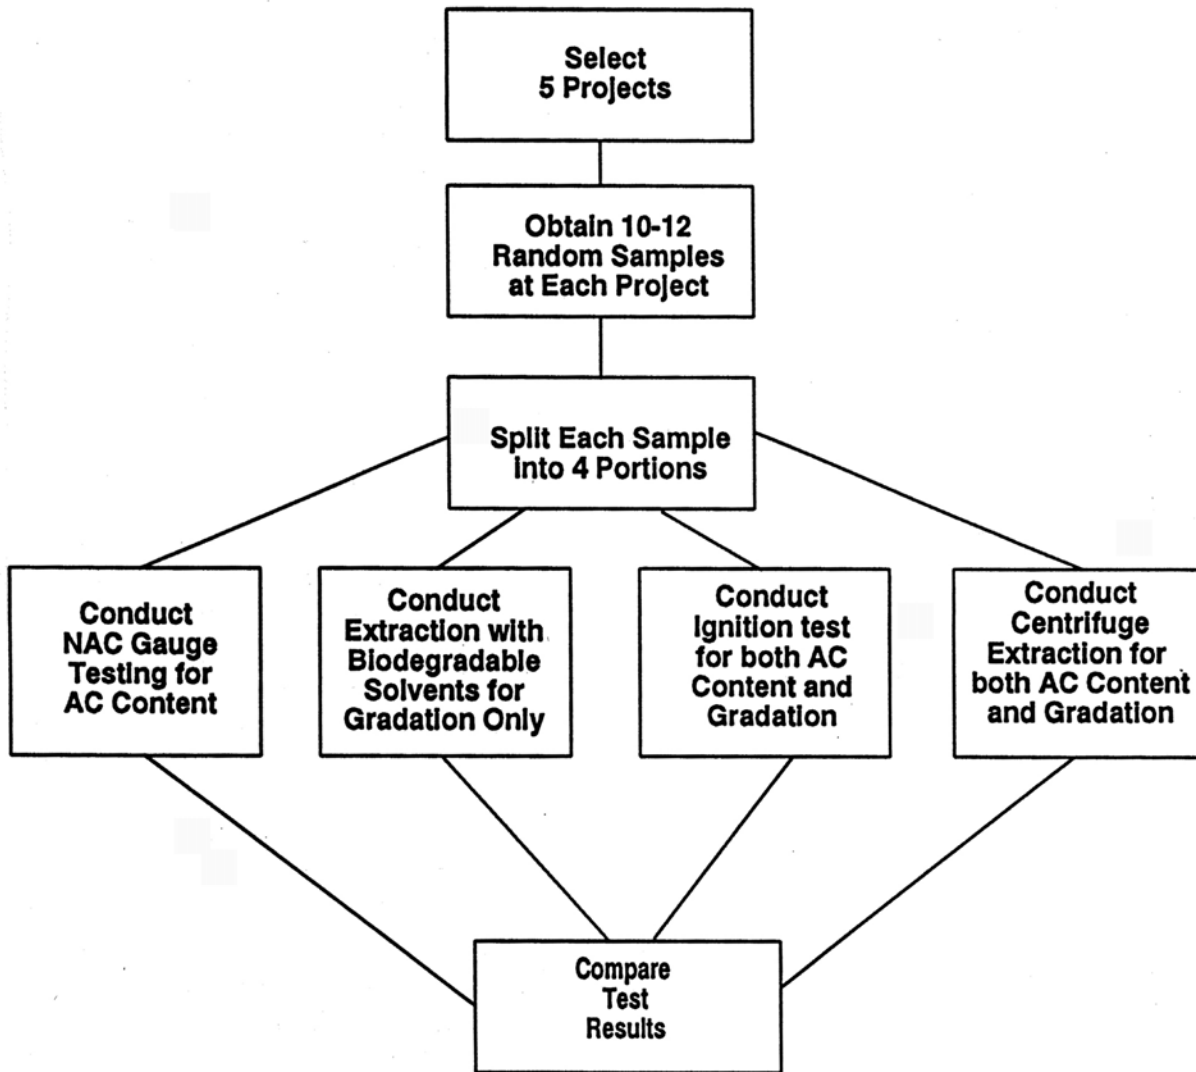 Select
5 Projects
Obtain 10-12
Random Samples
at Each Project
Split Each Sample
into 4 Portions
Conduct
NAC Gauge
Testing for
AC Content
Conduct
Extraction with
Biodegradable
Solvents for
Gradation Only
Conduct
Ignition test
for both AC
Content and
Gradation
Conduct
Centrifuge
Extraction for
both AC Content
and Gradation
Compare
Test
Results